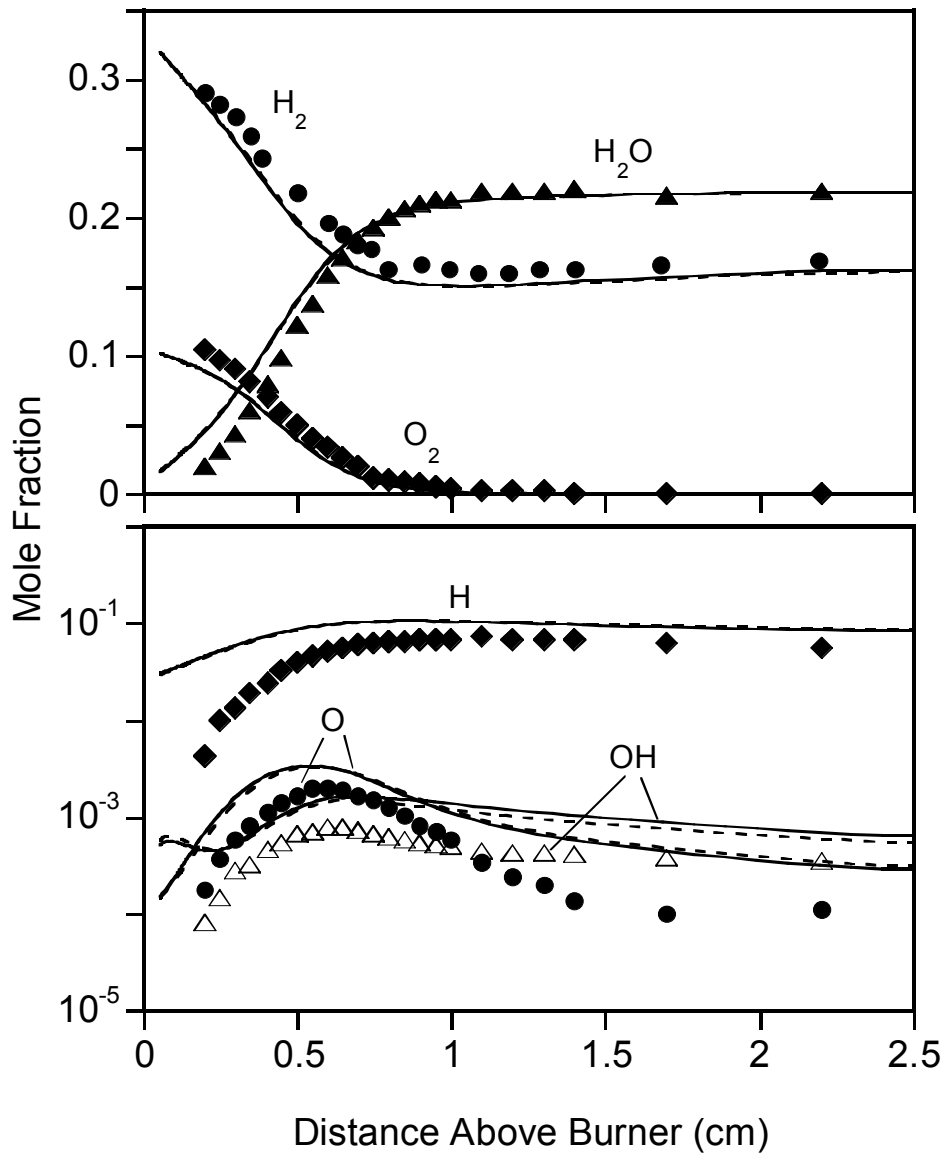 Mole Fraction
0.3
0.2
0.1
0
H2
H2O
O2
10-1
10-3
10-5
H
O
OH
0 0.5 1 1.5 2 2.5
Distance Above Burner (cm)